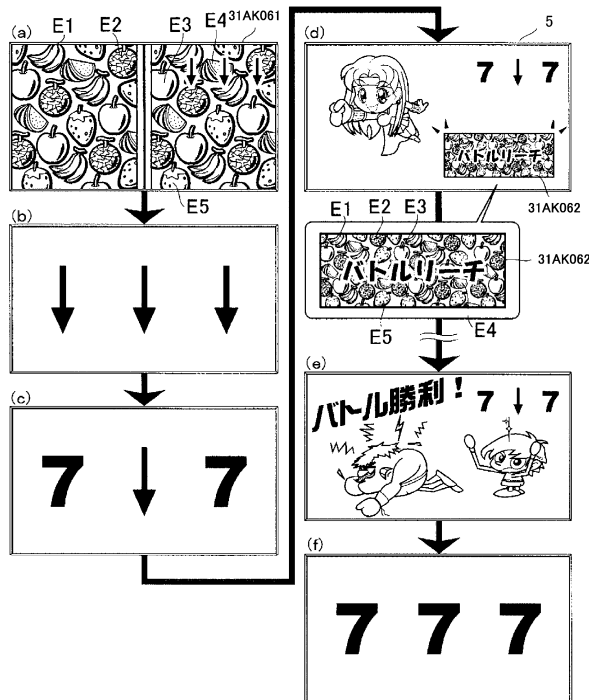 (a)
E1
E2
E3
E4
31AK061
E5
(b)
(c)
7 7
(d)
5
7 7
バトルリーチ
31AK062
E1
E2
E3
バトルリーチ
31AK062
E5
E4
(e)
バトル勝利！
7 7
(f)
7 7 7